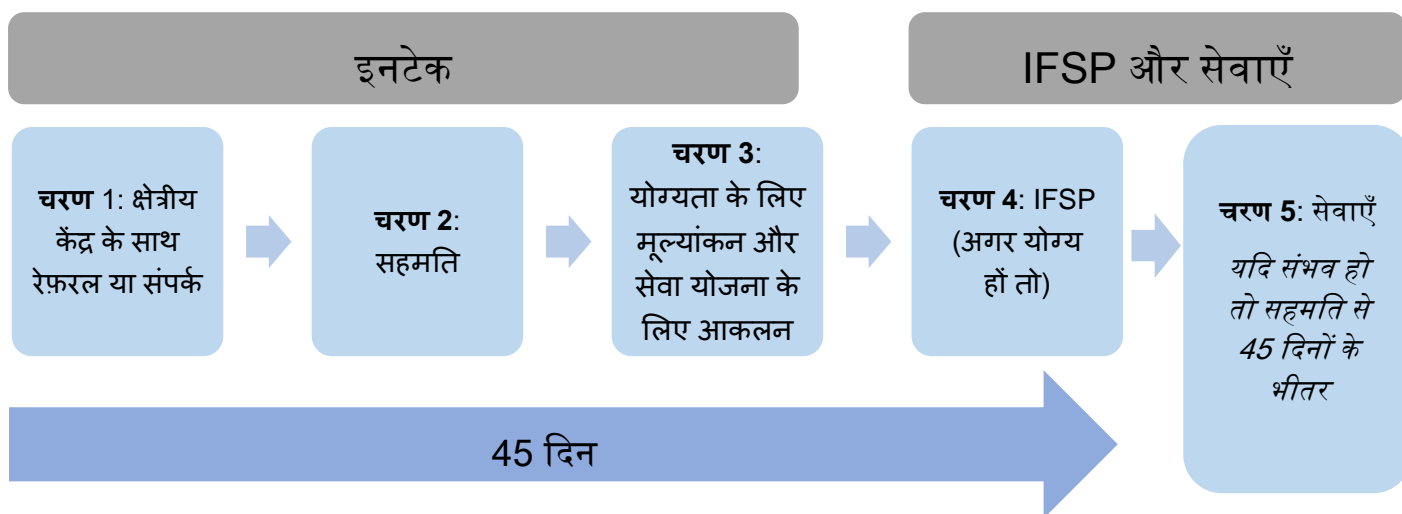 इनटेक
IFSP और सेवाएँ
चरण 1: क्षेत्रीय
केंद्र के साथ
रेफ़रल या संपर्क
चरण 2:
सहमति
चरण 3:
योग्यता के लिए
मूल्यांकन और
सेवा योजना के
लिए आकलन
चरण 4: IFSP
(अगर योग्य
हों तो)
चरण 5: सेवाएँ
यदि संभव हो
तो सहमति से
45 दिनों के
भीतर
45 दिन